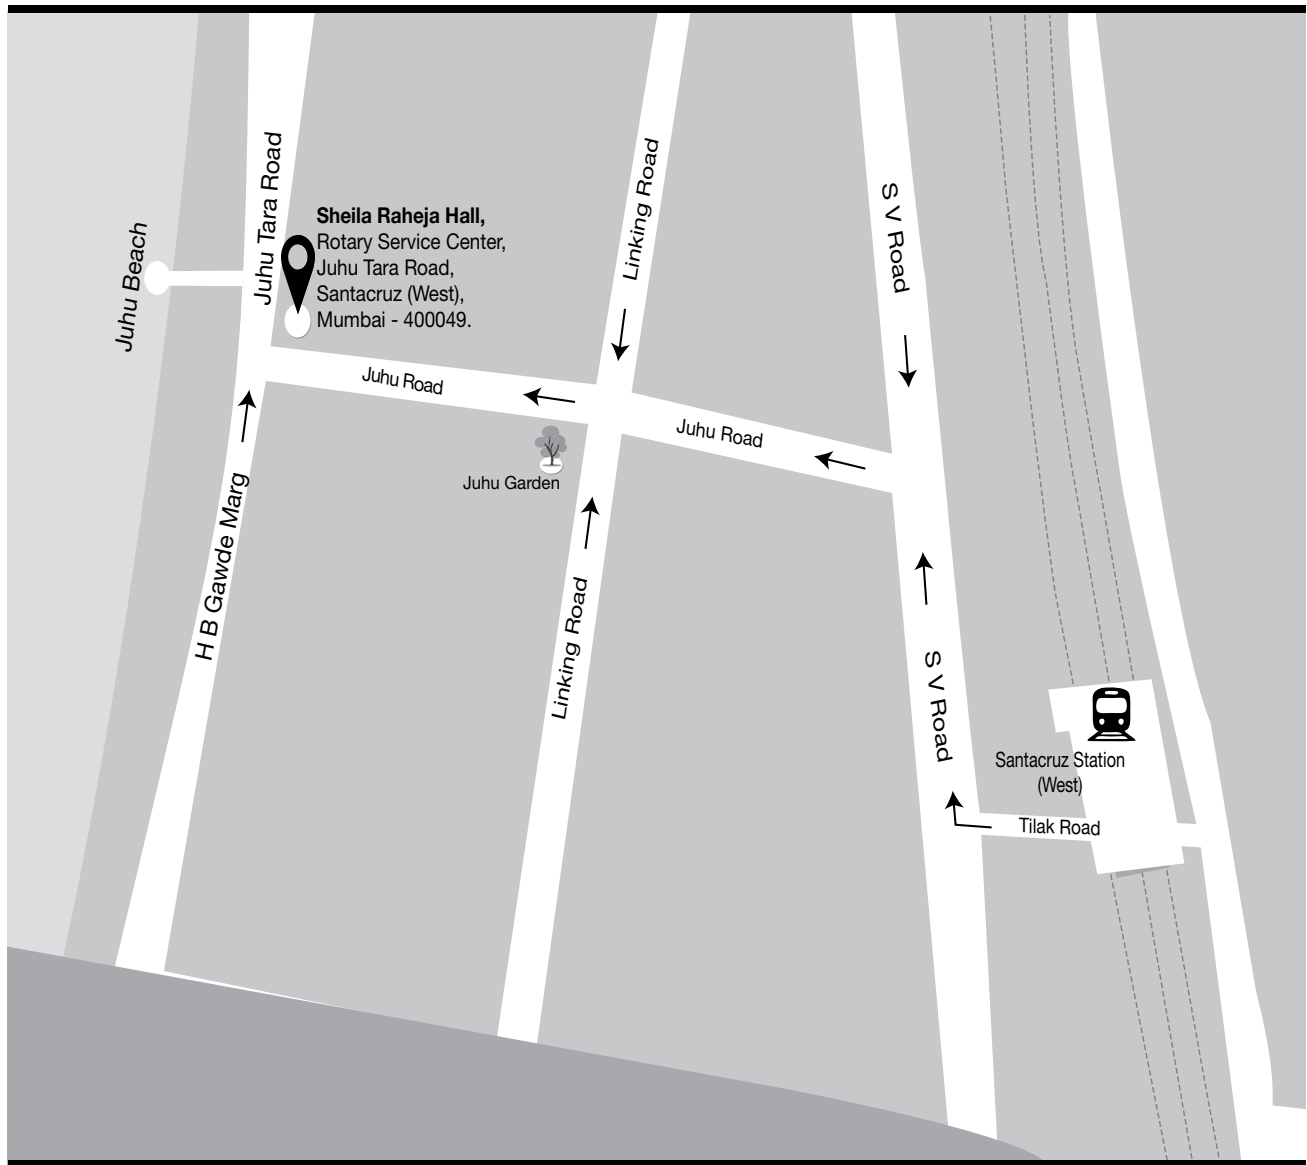 Juhu Tara Road
Linking Road
S V Road
Sheila Raheja Hall,
Rotary Service Center,
Juhu Tara Road,
Santacruz (West),
Mumbai - 400049.
Juhu Beach
Juhu Road
Juhu Road
Juhu Garden
H B Gawde Marg
Linking Road
S V Road
Santacruz Station
(West)
Tilak Road